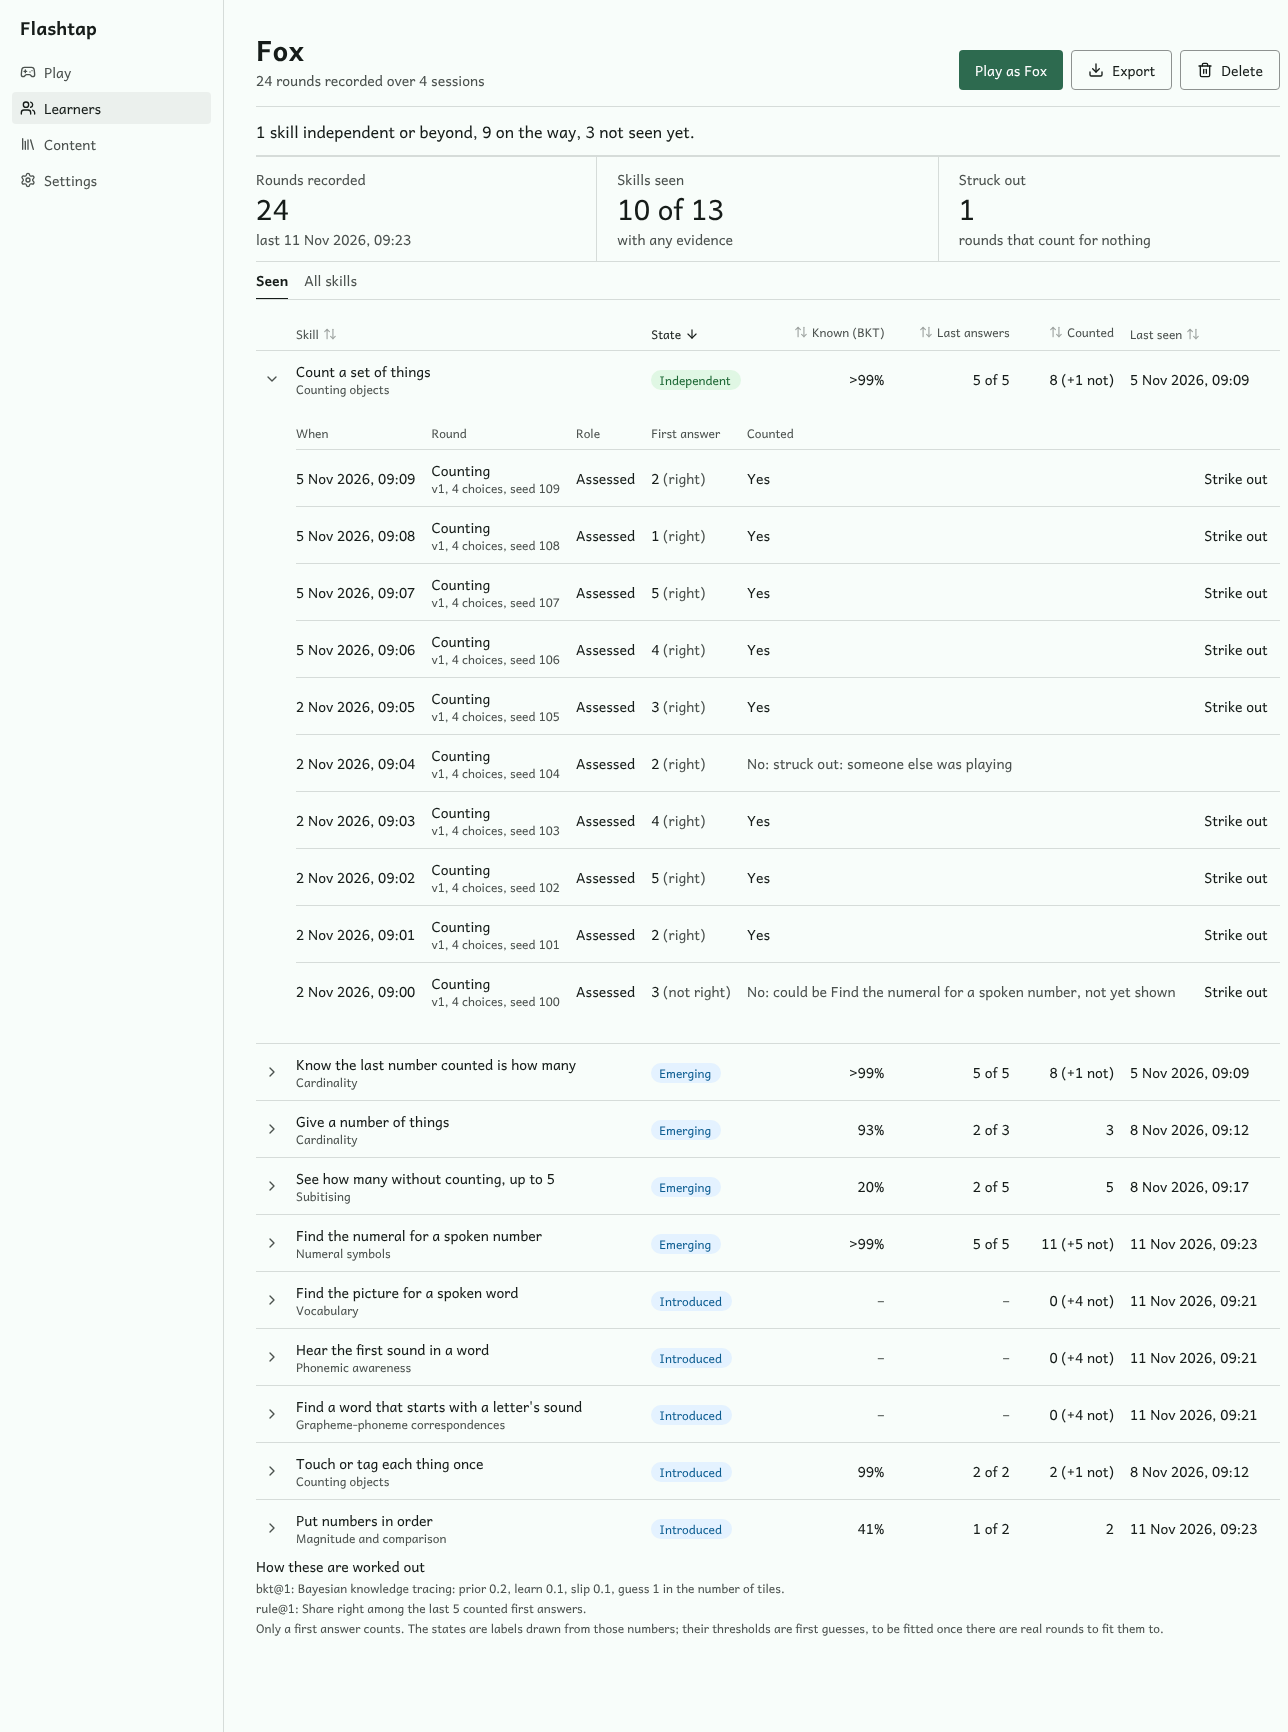 Flashtap
Play
Learners
Content
Settings
Fox
24 rounds recorded over 4 sessions
Play as Fox
Export
Delete
1 skill independent or beyond, 9 on the way, 3 not seen yet.
Rounds recorded
24
last 11 Nov 2026, 09:23
Skills seen
10 of 13
with any evidence
Struck out
1
rounds that count for nothing
Seen All skills
Skill State Known (BKT) Last answers Counted Last seen
Count a set of things
Counting objects
Independent >99% 5 of 5 8 (+1 not) 5 Nov 2026, 09:09
When Round Role First answer Counted
5 Nov 2026, 09:09 Counting Assessed 2 (right) Yes Strike out
v1, 4 choices, seed 109
5 Nov 2026, 09:08 Counting Assessed 1 (right) Yes Strike out
v1, 4 choices, seed 108
5 Nov 2026, 09:07 Counting Assessed 5 (right) Yes Strike out
v1, 4 choices, seed 107
5 Nov 2026, 09:06 Counting Assessed 4 (right) Yes Strike out
v1, 4 choices, seed 106
2 Nov 2026, 09:05 Counting Assessed 3 (right) Yes Strike out
v1, 4 choices, seed 105
2 Nov 2026, 09:04 Counting Assessed 2 (right) No: struck out: someone else was playing
v1, 4 choices, seed 104
2 Nov 2026, 09:03 Counting Assessed 4 (right) Yes Strike out
v1, 4 choices, seed 103
2 Nov 2026, 09:02 Counting Assessed 5 (right) Yes Strike out
v1, 4 choices, seed 102
2 Nov 2026, 09:01 Counting Assessed 2 (right) Yes Strike out
v1, 4 choices, seed 101
2 Nov 2026, 09:00 Counting Assessed 3 (not right) No: could be Find the numeral for a spoken number, not yet shown Strike out
v1, 4 choices, seed 100
Know the last number counted is how many
Cardinality
Emerging >99% 5 of 5 8 (+1 not) 5 Nov 2026, 09:09
Give a number of things
Cardinality
Emerging 93% 2 of 3 3 8 Nov 2026, 09:12
See how many without counting, up to 5
Subitising
Emerging 20% 2 of 5 5 8 Nov 2026, 09:17
Find the numeral for a spoken number
Numeral symbols
Emerging >99% 5 of 5 11 (+5 not) 11 Nov 2026, 09:23
Find the picture for a spoken word
Vocabulary
Introduced – – 0 (+4 not) 11 Nov 2026, 09:21
Hear the first sound in a word
Phonemic awareness
Introduced – – 0 (+4 not) 11 Nov 2026, 09:21
Find a word that starts with a letter's sound
Grapheme-phoneme correspondences
Introduced – – 0 (+4 not) 11 Nov 2026, 09:21
Touch or tag each thing once
Counting objects
Introduced 99% 2 of 2 2 (+1 not) 8 Nov 2026, 09:12
Put numbers in order
Magnitude and comparison
Introduced 41% 1 of 2 2 11 Nov 2026, 09:23
How these are worked out
bkt@1: Bayesian knowledge tracing: prior 0.2, learn 0.1, slip 0.1, guess 1 in the number of tiles.
rule@1: Share right among the last 5 counted first answers.
Only a first answer counts. The states are labels drawn from those numbers; their thresholds are first guesses, to be fitted once there are real rounds to fit them to.